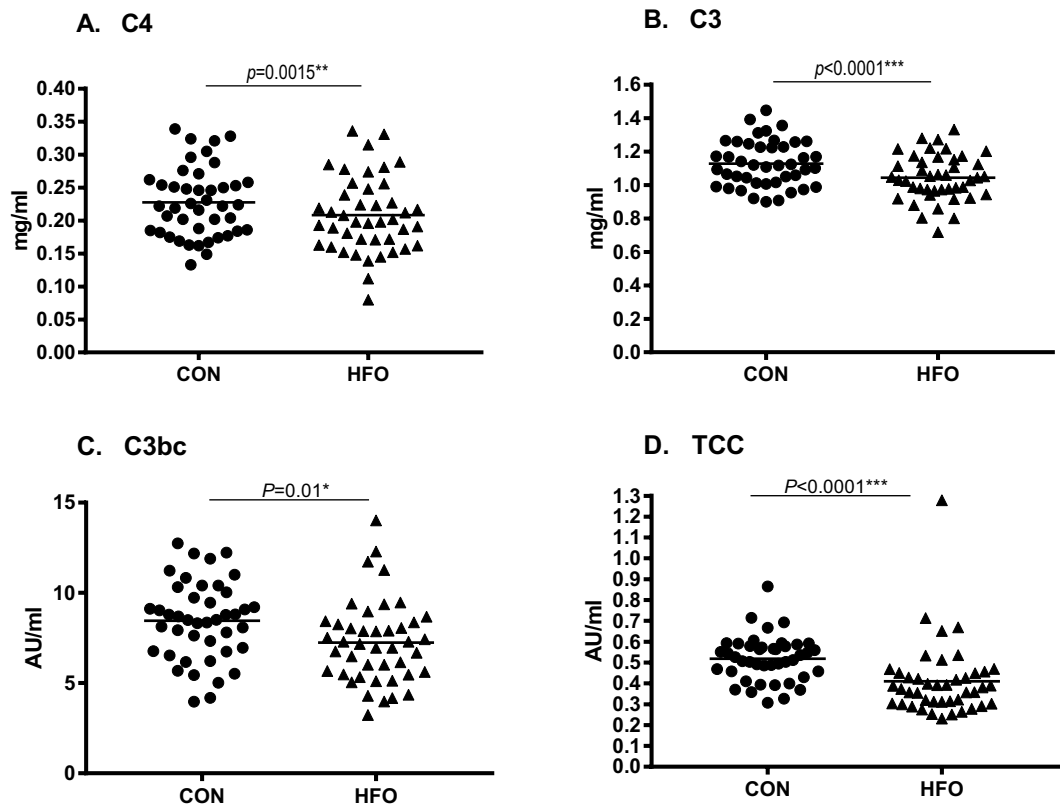 A. C4
p=0.0015**
0.40
0.35
0.30
0.25
0.20
0.15
0.10
0.05
0.00
mg/ml
CON HFO
B. C3
p<0.0001***
1.6
1.4
1.2
1.0
0.8
0.6
0.4
0.2
0.0
mg/ml
CON HFO
C. C3bc
P=0.01*
15
10
5
0
AU/ml
CON HFO
D. TCC
P<0.0001***
1.3
1.2
1.1
1.0
0.9
0.8
0.7
0.6
0.5
0.4
0.3
0.2
0.1
0.0
AU/ml
CON HFO